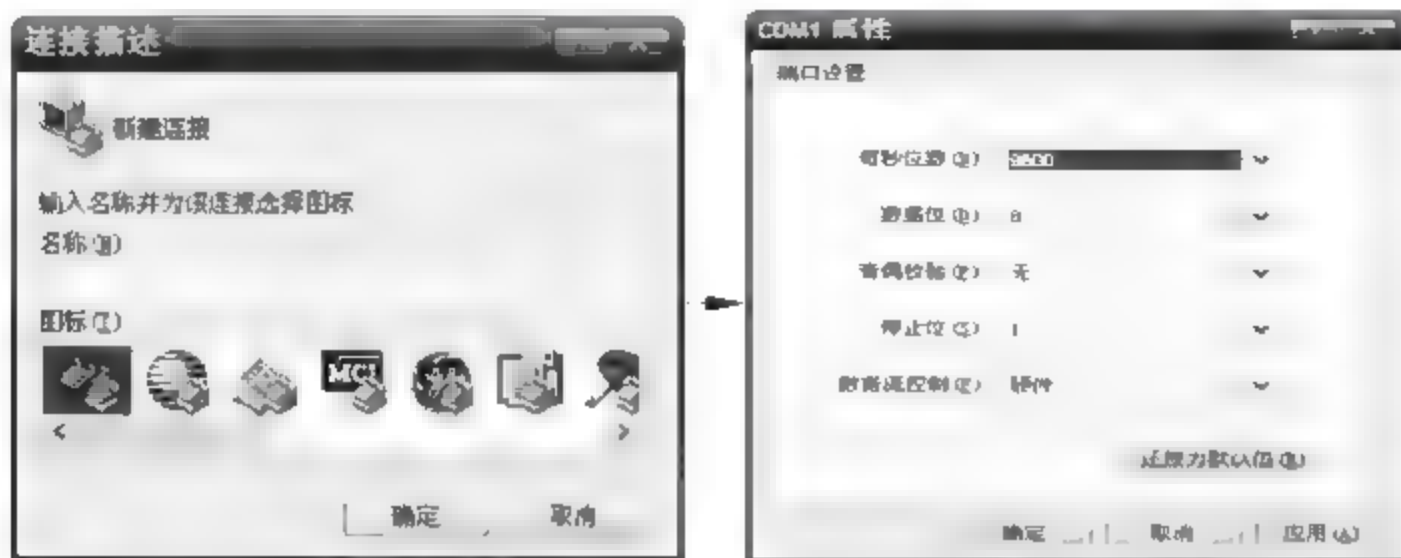 连接描述
新建连接
输入名称并为该连接选择图标
名称(N)
图标(I)
MCI
确定
取消
COM1 属性
端口设置
每秒位数(B) 9600
数据位(D) 8
奇偶校验(P) 无
停止位(S) 1
数据流控制(F) 硬件
还原为默认值(R)
确定
取消
应用(A)